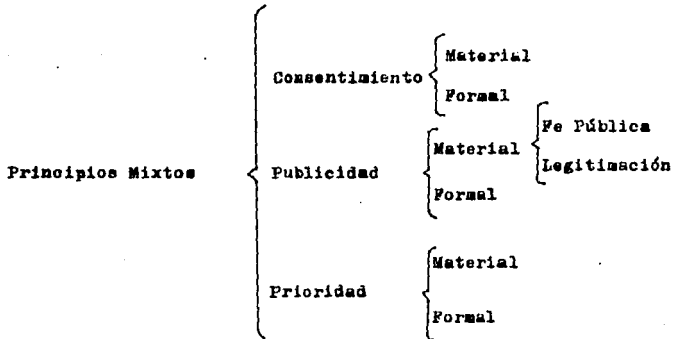 Material
Consentimiento
Formal
Fe Pública
Material
Principios Mixtos Publicidad Legitimación
Formal
Material
Prioridad
Formal